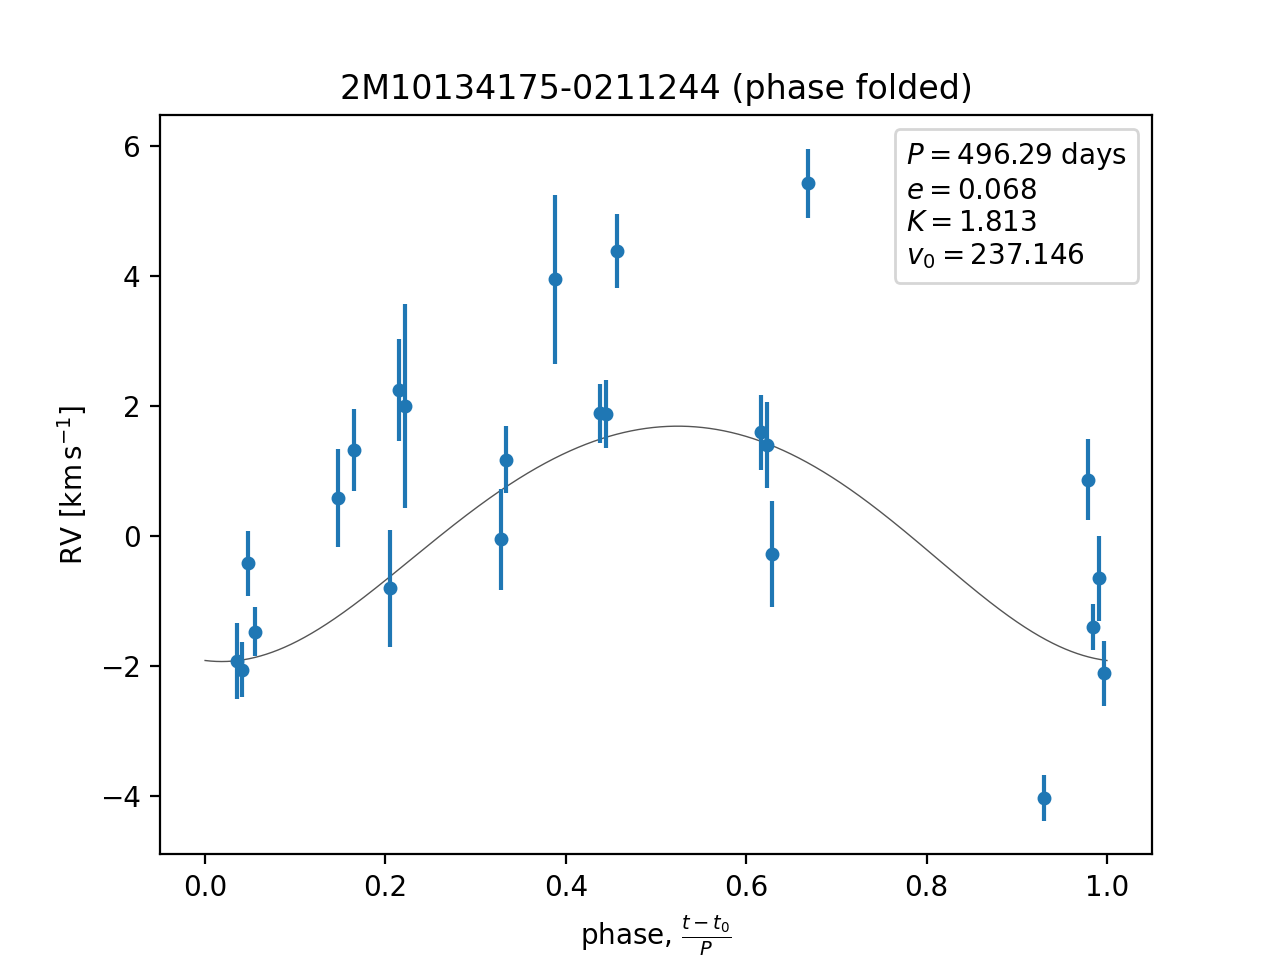 2M10134175-0211244 (phase folded)
P = 496.29 days
e = 0.068
K = 1.813
v₀ = 237.146
6
4
2
0
−2
−4
RV [km s⁻¹]
0.0 0.2 0.4 0.6 0.8 1.0
phase, (t − t₀)/P